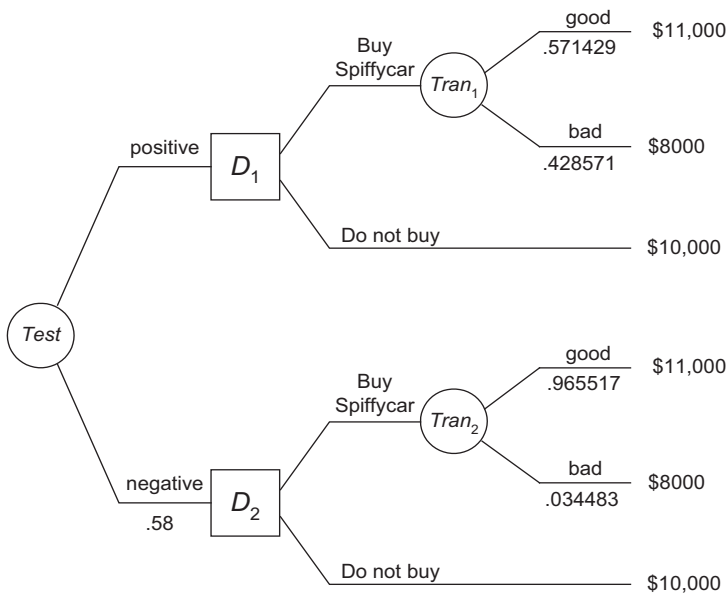 good
$11,000
.571429
Buy
Spiffycar
Tran1
bad
$8000
.428571
positive
D1
Do not buy
$10,000
Test
good
$11,000
.965517
Buy
Spiffycar
Tran2
bad
$8000
.034483
negative
.58
D2
Do not buy
$10,000